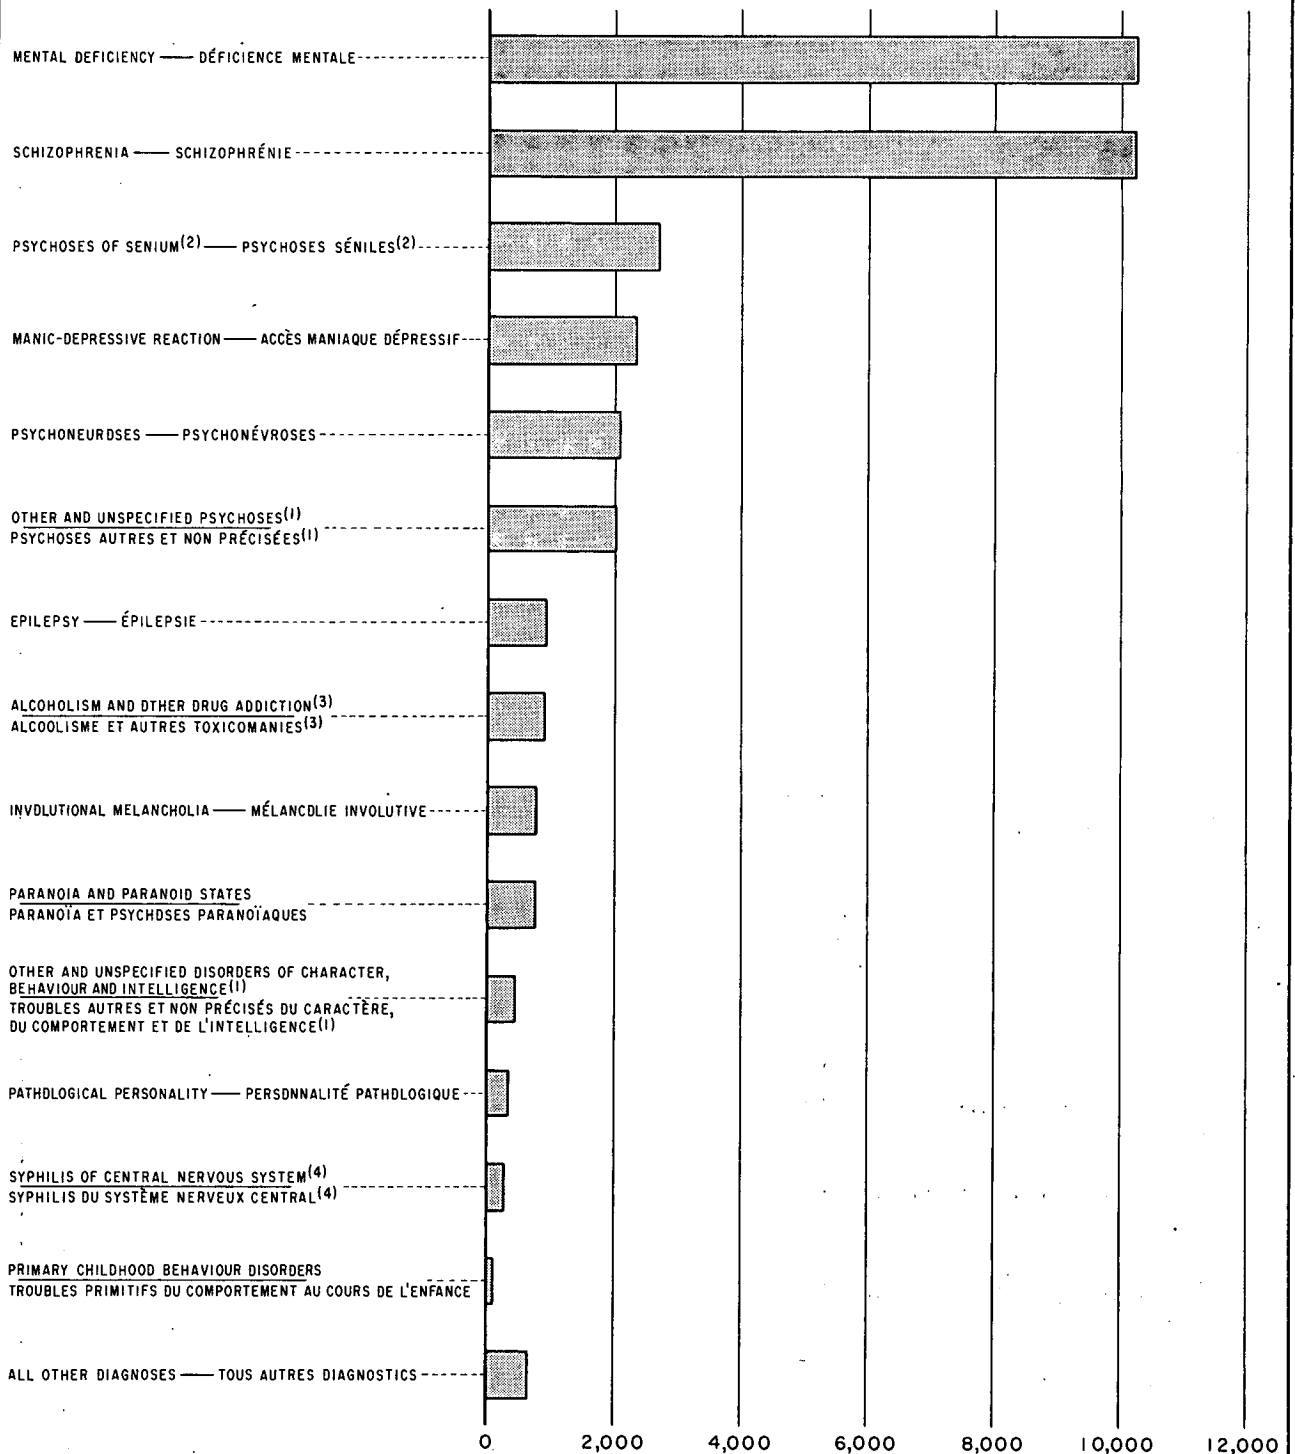 MENTAL DEFICIENCY — DÉFICIENCE MENTALE
SCHIZOPHRENIA — SCHIZOPHRÉNIE
PSYCHOSES OF SENIUM(2) — PSYCHOSES SÉNILES(2)
MANIC-DEPRESSIVE REACTION — ACCÈS MANIAQUE DÉPRESSIF
PSYCHONEUROSES — PSYCHONÉVROSES
OTHER AND UNSPECIFIED PSYCHOSES(1)
PSYCHOSES AUTRES ET NON PRÉCISÉES(1)
EPILEPSY — ÉPILEPSIE
ALCOHOLISM AND OTHER DRUG ADDICTION(3)
ALCOOLISME ET AUTRES TOXICOMANIES(3)
INVOLUTIONAL MELANCHOLIA — MÉLANCOLIE INVOLUTIVE
PARANOIA AND PARANOID STATES
PARANOÏA ET PSYCHOSES PARANOÏAQUES
OTHER AND UNSPECIFIED DISORDERS OF CHARACTER,
BEHAVIOUR AND INTELLIGENCE(1)
TROUBLES AUTRES ET NON PRÉCISÉS DU CARACTÈRE,
DU COMPORTEMENT ET DE L'INTELLIGENCE(1)
PATHOLOGICAL PERSONALITY — PERSONNALITÉ PATHOLOGIQUE
SYPHILIS OF CENTRAL NERVOUS SYSTEM(4)
SYPHILIS DU SYSTÈME NERVEUX CENTRAL(4)
PRIMARY CHILDHOOD BEHAVIOUR DISORDERS
TROUBLES PRIMITIFS DU COMPORTEMENT AU COURS DE L'ENFANCE
ALL OTHER DIAGNOSES — TOUS AUTRES DIAGNOSTICS
0 2,000 4,000 6,000 8,000 10,000 12,000